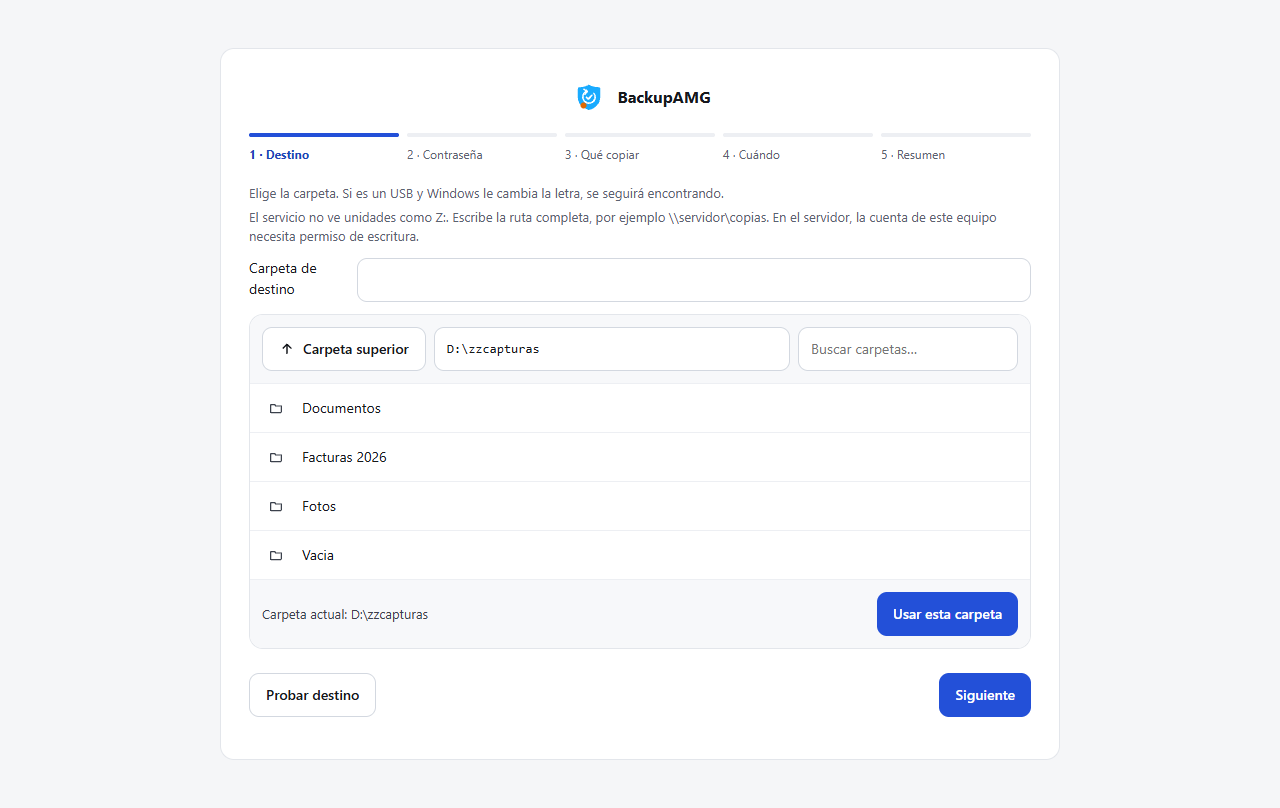 BackupAMG
1 · Destino
2 · Contraseña
3 · Qué copiar
4 · Cuándo
5 · Resumen
Elige la carpeta. Si es un USB y Windows le cambia la letra, se seguirá encontrando.
El servicio no ve unidades como Z:. Escribe la ruta completa, por ejemplo \\servidor\copias. En el servidor, la cuenta de este equipo
necesita permiso de escritura.
Carpeta de
destino
Carpeta superior
D:\zzcapturas
Buscar carpetas...
Documentos
Facturas 2026
Fotos
Vacia
Carpeta actual: D:\zzcapturas
Usar esta carpeta
Probar destino
Siguiente